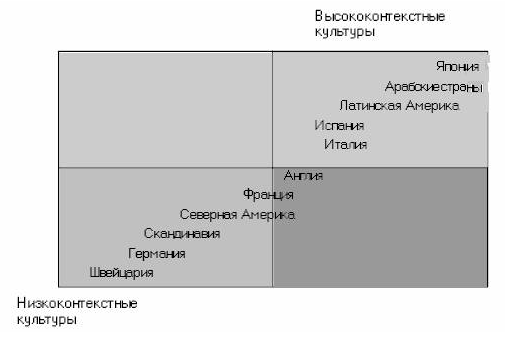 Высококонтекстные
культуры
Япония
Арабскиестраны
Латинская Америка
Испания
Италия
Англия
Франция
Северная Америка
Скандинавия
Германия
Швейцария
Низкоконтекстные
культуры